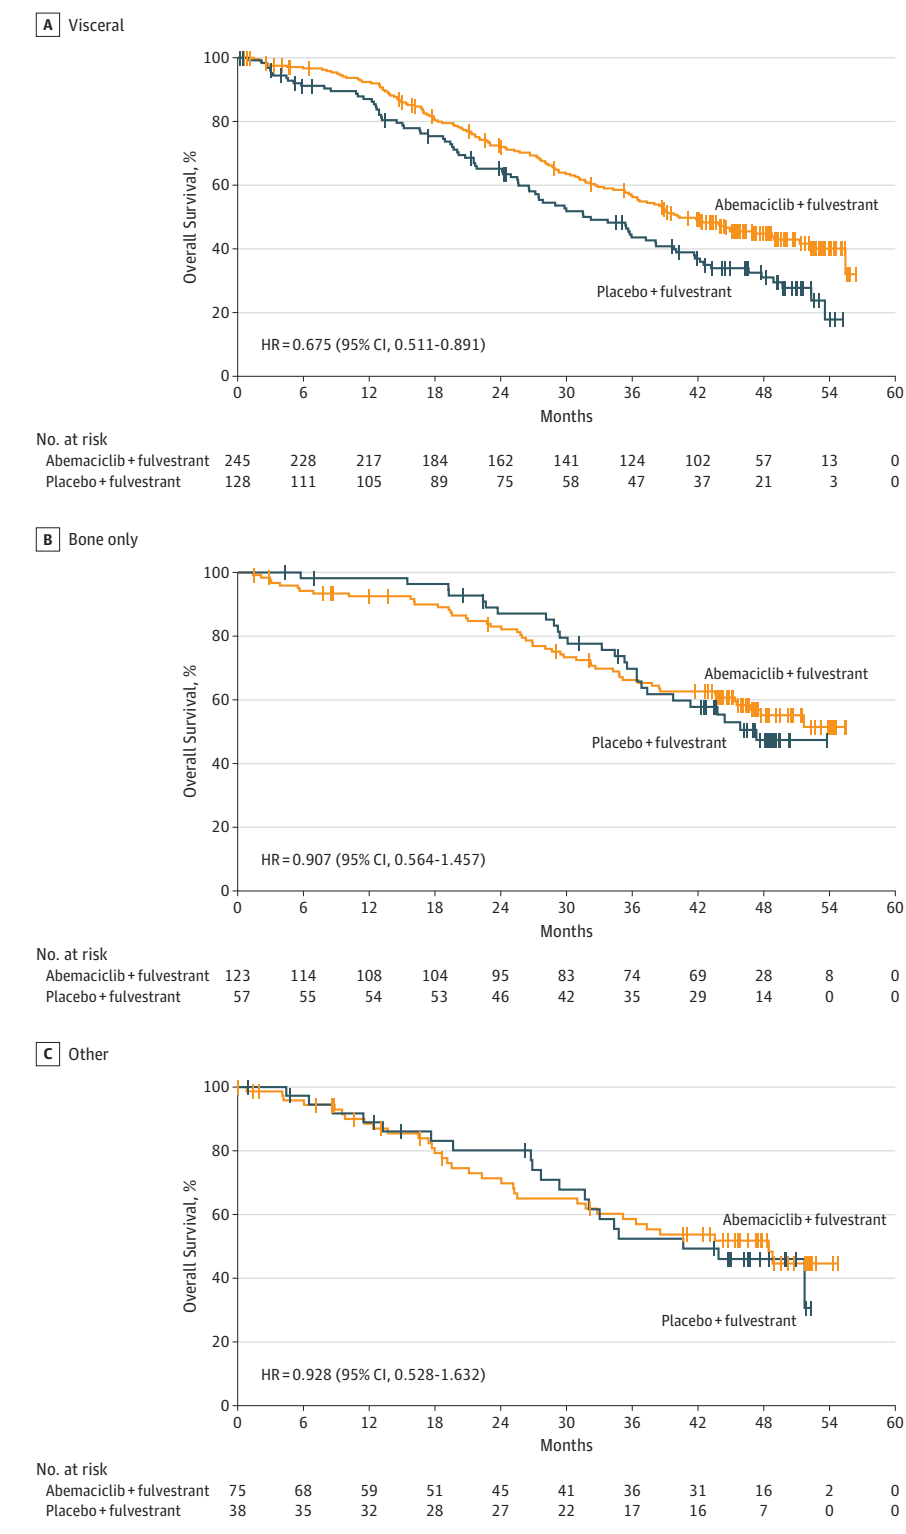 A Visceral
100
80
60
40
20
0
Overall Survival, %
Abemaciclib + fulvestrant
Placebo + fulvestrant
HR = 0.675 (95% CI, 0.511-0.891)
0 6 12 18 24 30 36 42 48 54 60
Months
No. at risk
Abemaciclib + fulvestrant 245 228 217 184 162 141 124 102 57 13 0
Placebo + fulvestrant 128 111 105 89 75 58 47 37 21 3 0
B Bone only
100
80
60
40
20
0
Overall Survival, %
Abemaciclib + fulvestrant
Placebo + fulvestrant
HR = 0.907 (95% CI, 0.564-1.457)
0 6 12 18 24 30 36 42 48 54 60
Months
No. at risk
Abemaciclib + fulvestrant 123 114 108 104 95 83 74 69 28 8 0
Placebo + fulvestrant 57 55 54 53 46 42 35 29 14 0 0
C Other
100
80
60
40
20
0
Overall Survival, %
Abemaciclib + fulvestrant
Placebo + fulvestrant
HR = 0.928 (95% CI, 0.528-1.632)
0 6 12 18 24 30 36 42 48 54 60
Months
No. at risk
Abemaciclib + fulvestrant 75 68 59 51 45 41 36 31 16 2 0
Placebo + fulvestrant 38 35 32 28 27 22 17 16 7 0 0